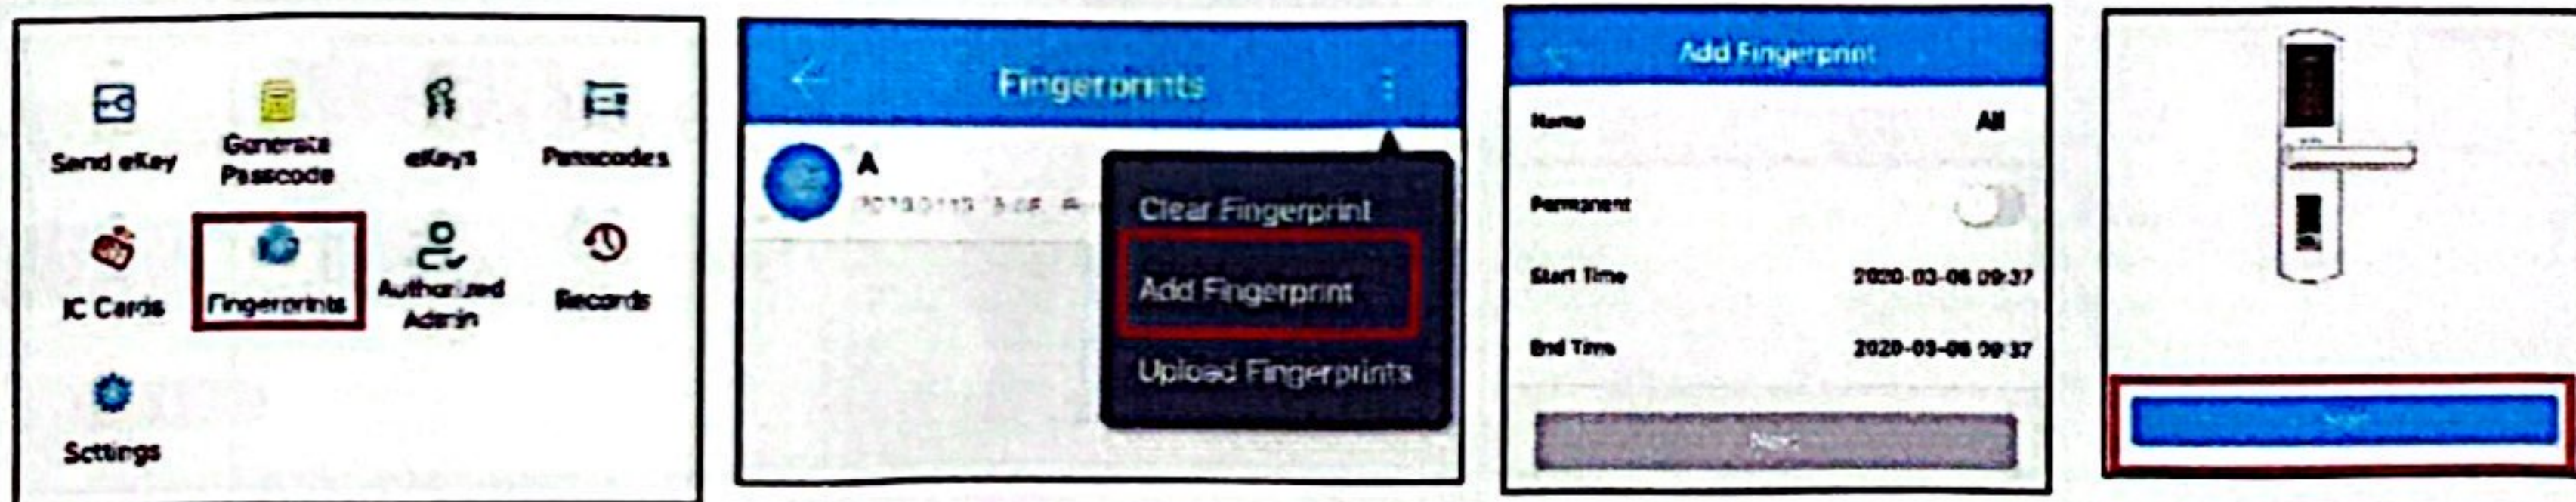 Send eKey
Generate
Passcode
eKeys
Passcodes
IC Cards
Fingerprints
Authorized
Admin
Records
Settings
Fingerprints
A
Clear Fingerprint
Add Fingerprint
Upload Fingerprints
Add Fingerprint
Name
Permanent
Start Time 2020-03-06 09:37
End Time 2020-03-06 09:37
Next